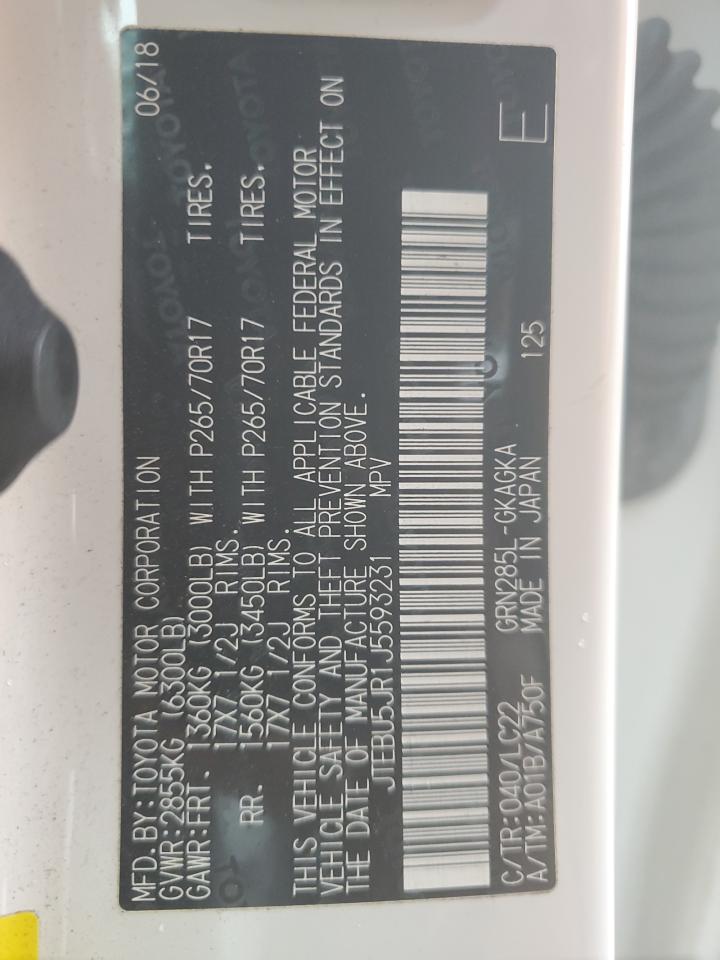 MFD.BY:TOYOTA MOTOR CORPORATION 06/18
GVWR:2855KG (6300LB)
GAWR:FRT. 1360KG (3000LB) WITH P265/70R17 TIRES.
17X7 1/2J RIMS.
RR. 1560KG (3450LB) WITH P265/70R17 TIRES.
17X7 1/2J RIMS.
THIS VEHICLE CONFORMS TO ALL APPLICABLE FEDERAL MOTOR
VEHICLE SAFETY AND THEFT PREVENTION STANDARDS IN EFFECT ON
THE DATE OF MANUFACTURE SHOWN ABOVE.
JTEBU5JR1J5593231 MPV
C/TR:040/LC22 GRN285L-GKAGKA
A/TM:A01B/A750F MADE IN JAPAN 125 E